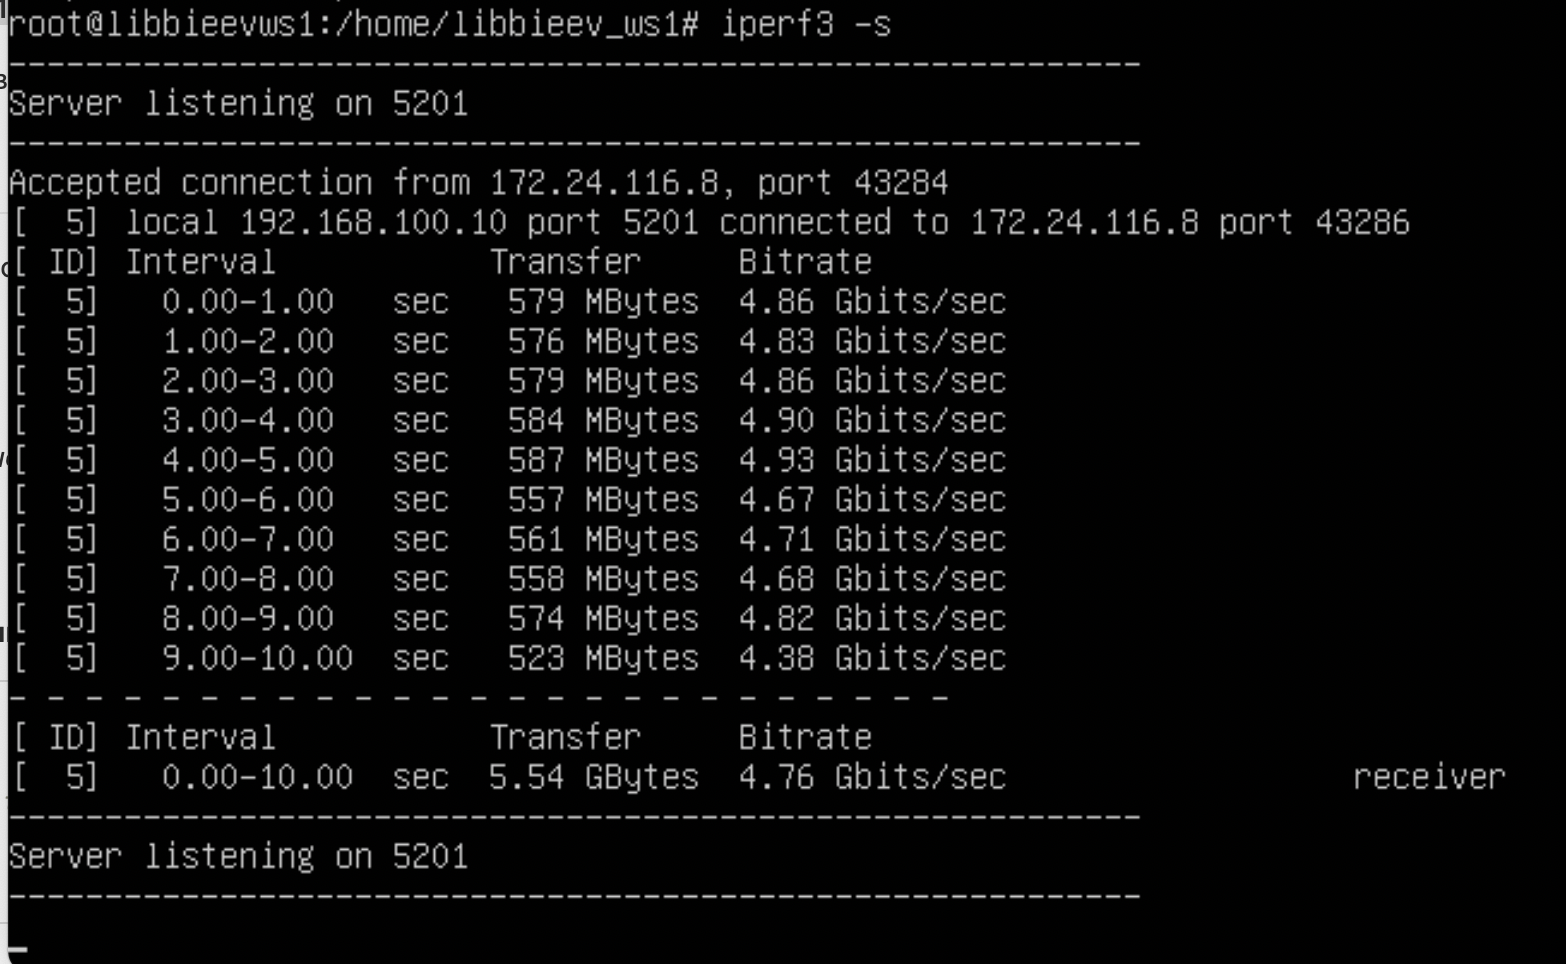 root@libbieevws1:/home/libbieev_ws1# iperf3 -s
-----------------------------------------------------------
Server listening on 5201
-----------------------------------------------------------
Accepted connection from 172.24.116.8, port 43284
[  5] local 192.168.100.10 port 5201 connected to 172.24.116.8 port 43286
[ ID] Interval           Transfer     Bitrate
[  5]   0.00-1.00   sec   579 MBytes  4.86 Gbits/sec
[  5]   1.00-2.00   sec   576 MBytes  4.83 Gbits/sec
[  5]   2.00-3.00   sec   579 MBytes  4.86 Gbits/sec
[  5]   3.00-4.00   sec   584 MBytes  4.90 Gbits/sec
[  5]   4.00-5.00   sec   587 MBytes  4.93 Gbits/sec
[  5]   5.00-6.00   sec   557 MBytes  4.67 Gbits/sec
[  5]   6.00-7.00   sec   561 MBytes  4.71 Gbits/sec
[  5]   7.00-8.00   sec   558 MBytes  4.68 Gbits/sec
[  5]   8.00-9.00   sec   574 MBytes  4.82 Gbits/sec
[  5]   9.00-10.00  sec   523 MBytes  4.38 Gbits/sec
- - - - - - - - - - - - - - - - - - - - - - - - -
[ ID] Interval           Transfer     Bitrate
[  5]   0.00-10.00  sec  5.54 GBytes  4.76 Gbits/sec                  receiver
-----------------------------------------------------------
Server listening on 5201
-----------------------------------------------------------